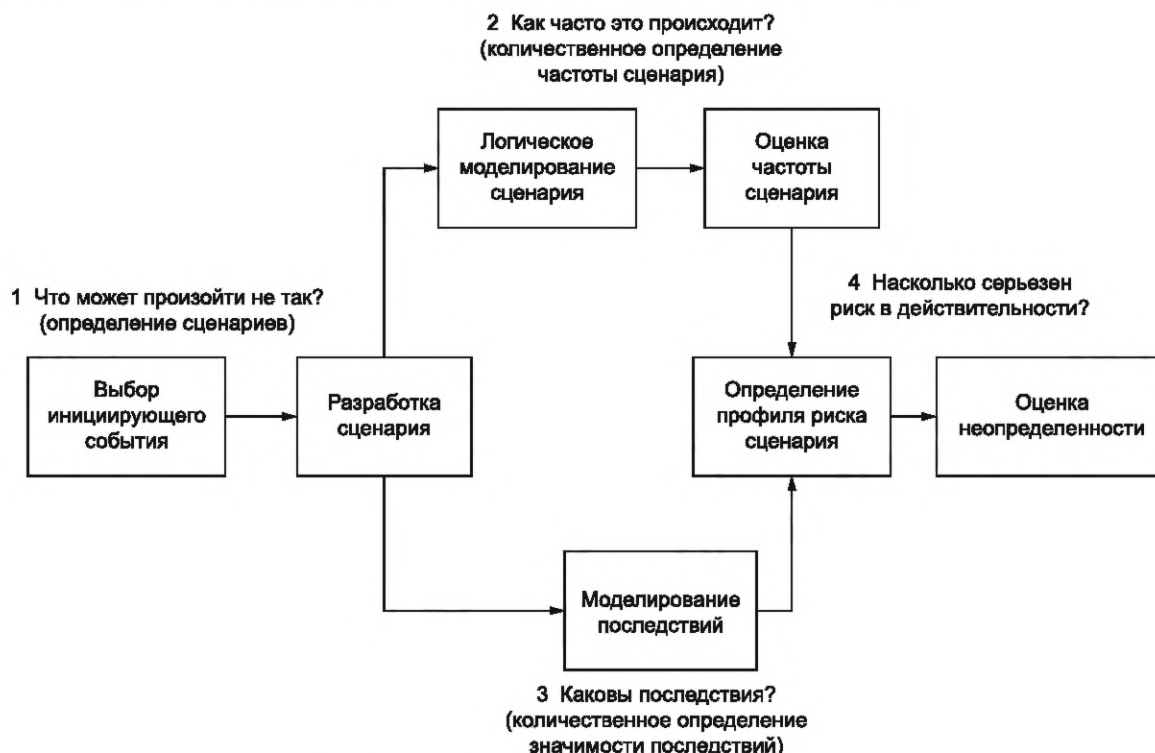 2 Как часто это происходит?
(количественное определение
частоты сценария)
Логическое
моделирование
сценария
Оценка
частоты
сценария
1 Что может произойти не так?
(определение сценариев)
4 Насколько серьезен
риск в действительности?
Выбор
инициирующего
события
Разработка
сценария
Определение
профиля риска
сценария
Оценка
неопределенности
Моделирование
последствий
3 Каковы последствия?
(количественное определение
значимости последствий)